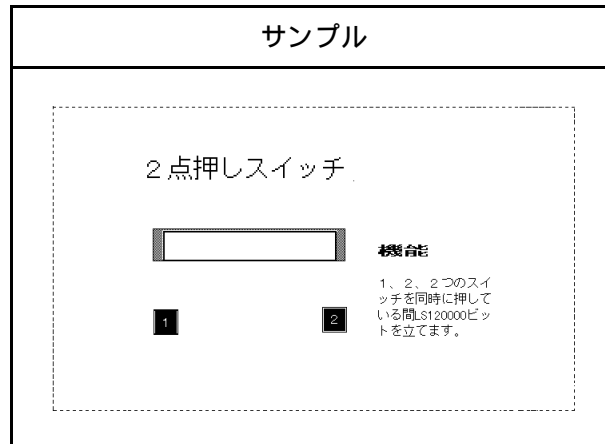 サンプル
２点押しスイッチ
機能
１、２、２つのスイ
ッチを同時に押して
いる間LS120000ビッ
トを立てます。
1
2